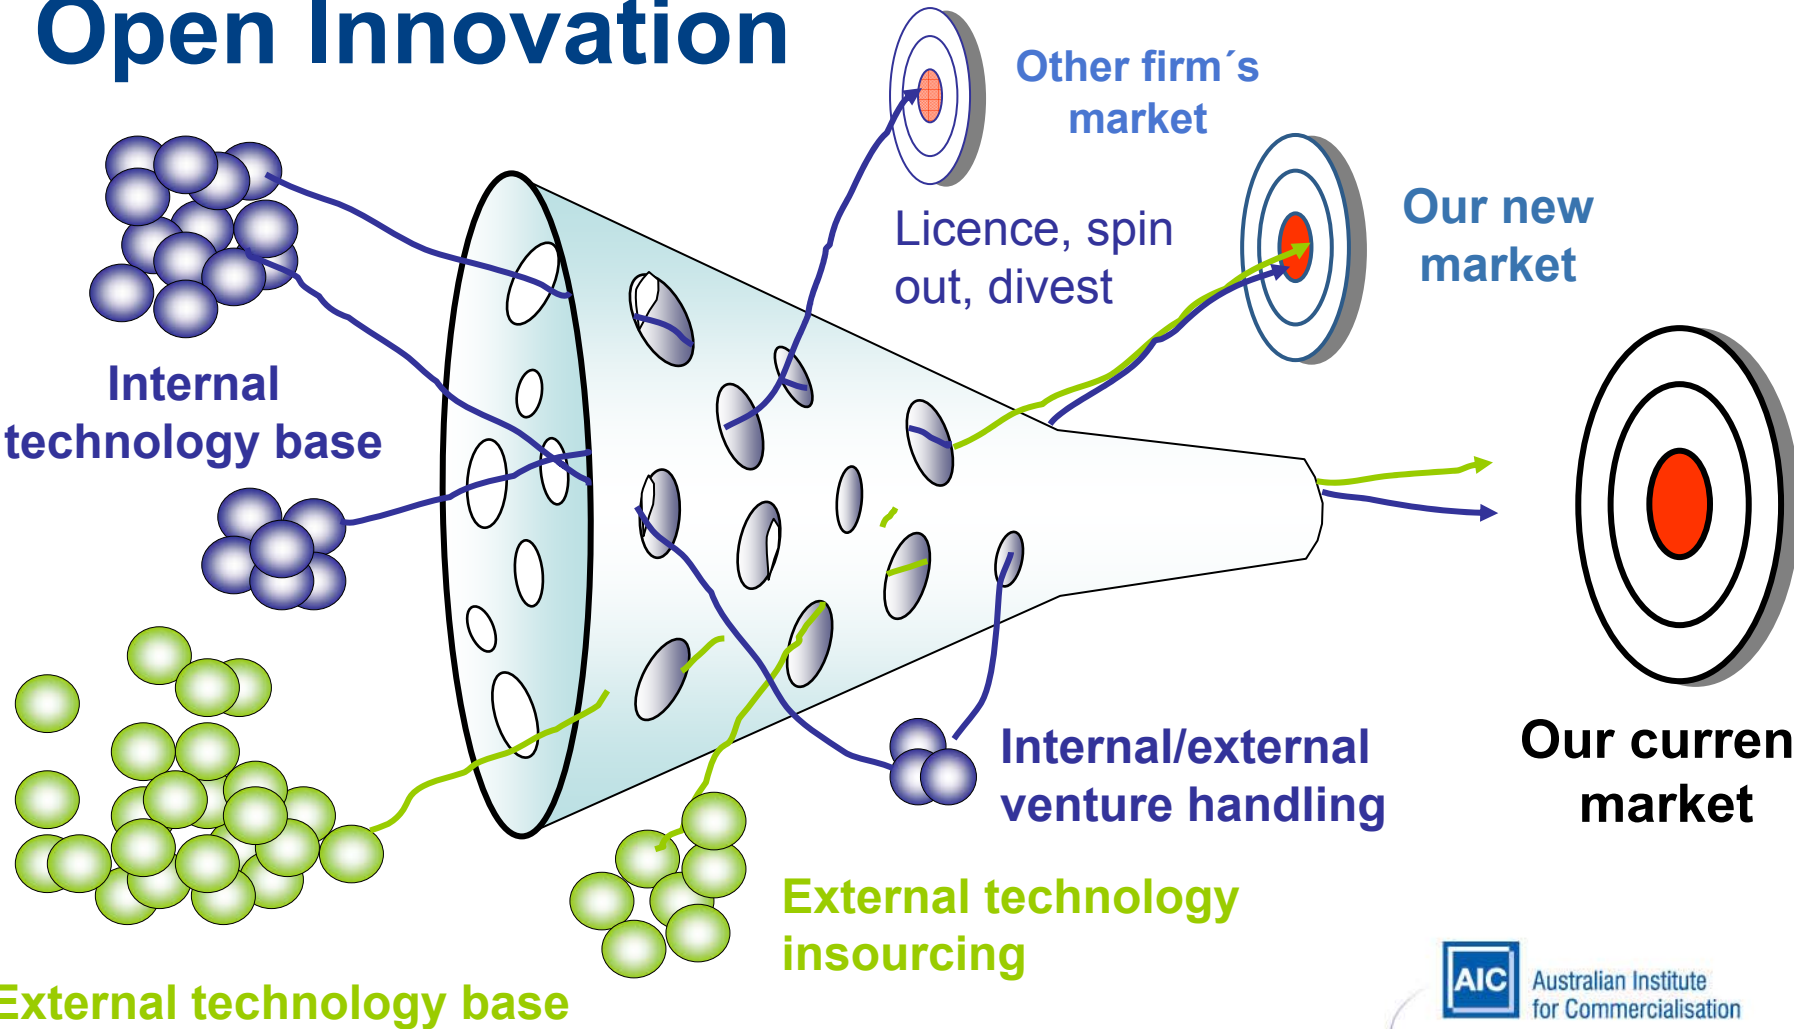 Open Innovation
Other firm´s
market
Our new
market
Licence, spin
out, divest
Internal
technology base
Our curren
market
Internal/external
venture handling
External technology
insourcing
External technology base
AIC
Australian Institute
for Commercialisation